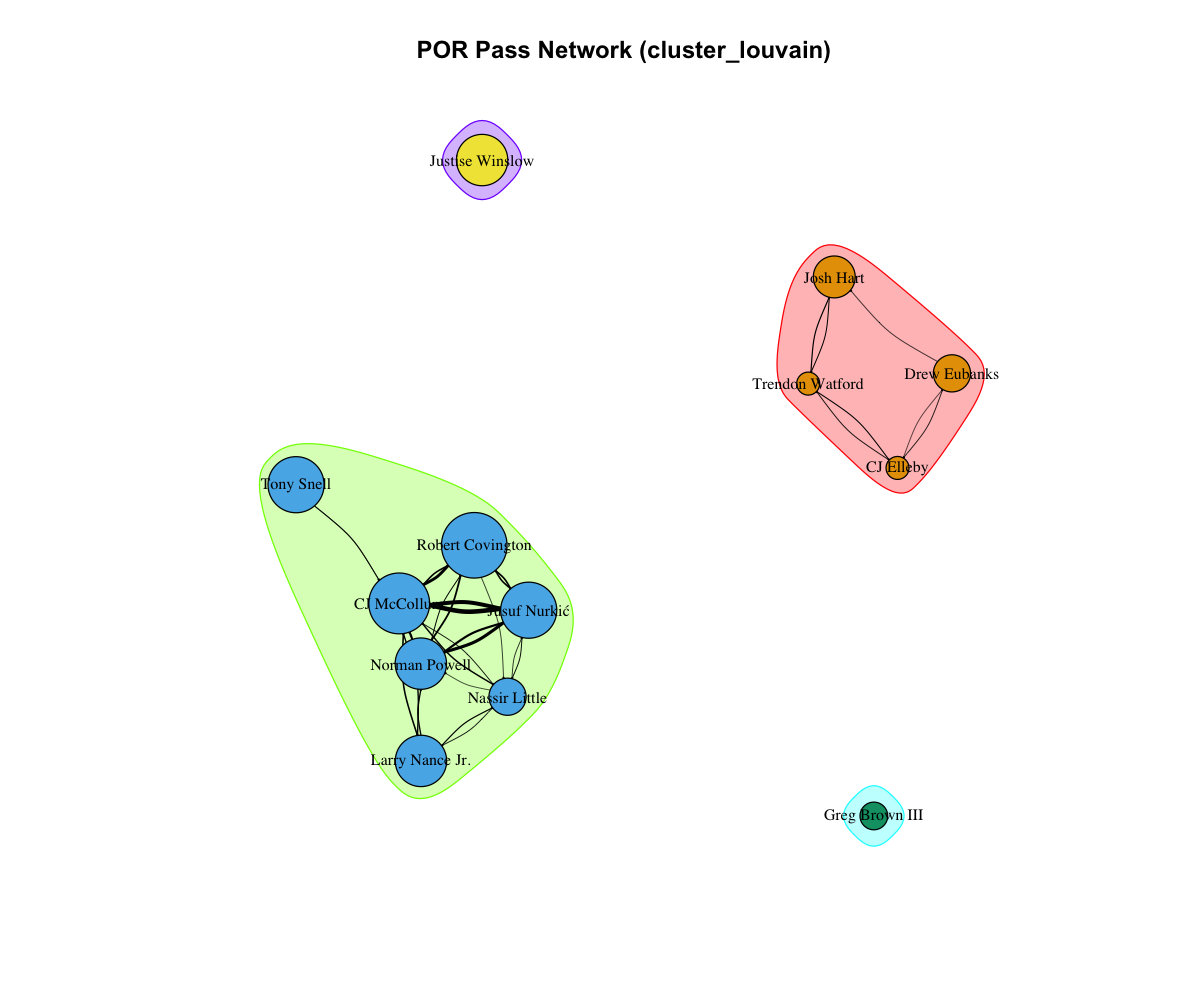 POR Pass Network (cluster_louvain)
Justise Winslow
Josh Hart
Drew Eubanks
Trendon Watford
CJ Elleby
Tony Snell
Robert Covington
CJ McCollu
Jusuf Nurkić
Norman Powell
Nassir Little
Larry Nance Jr.
Greg Brown III